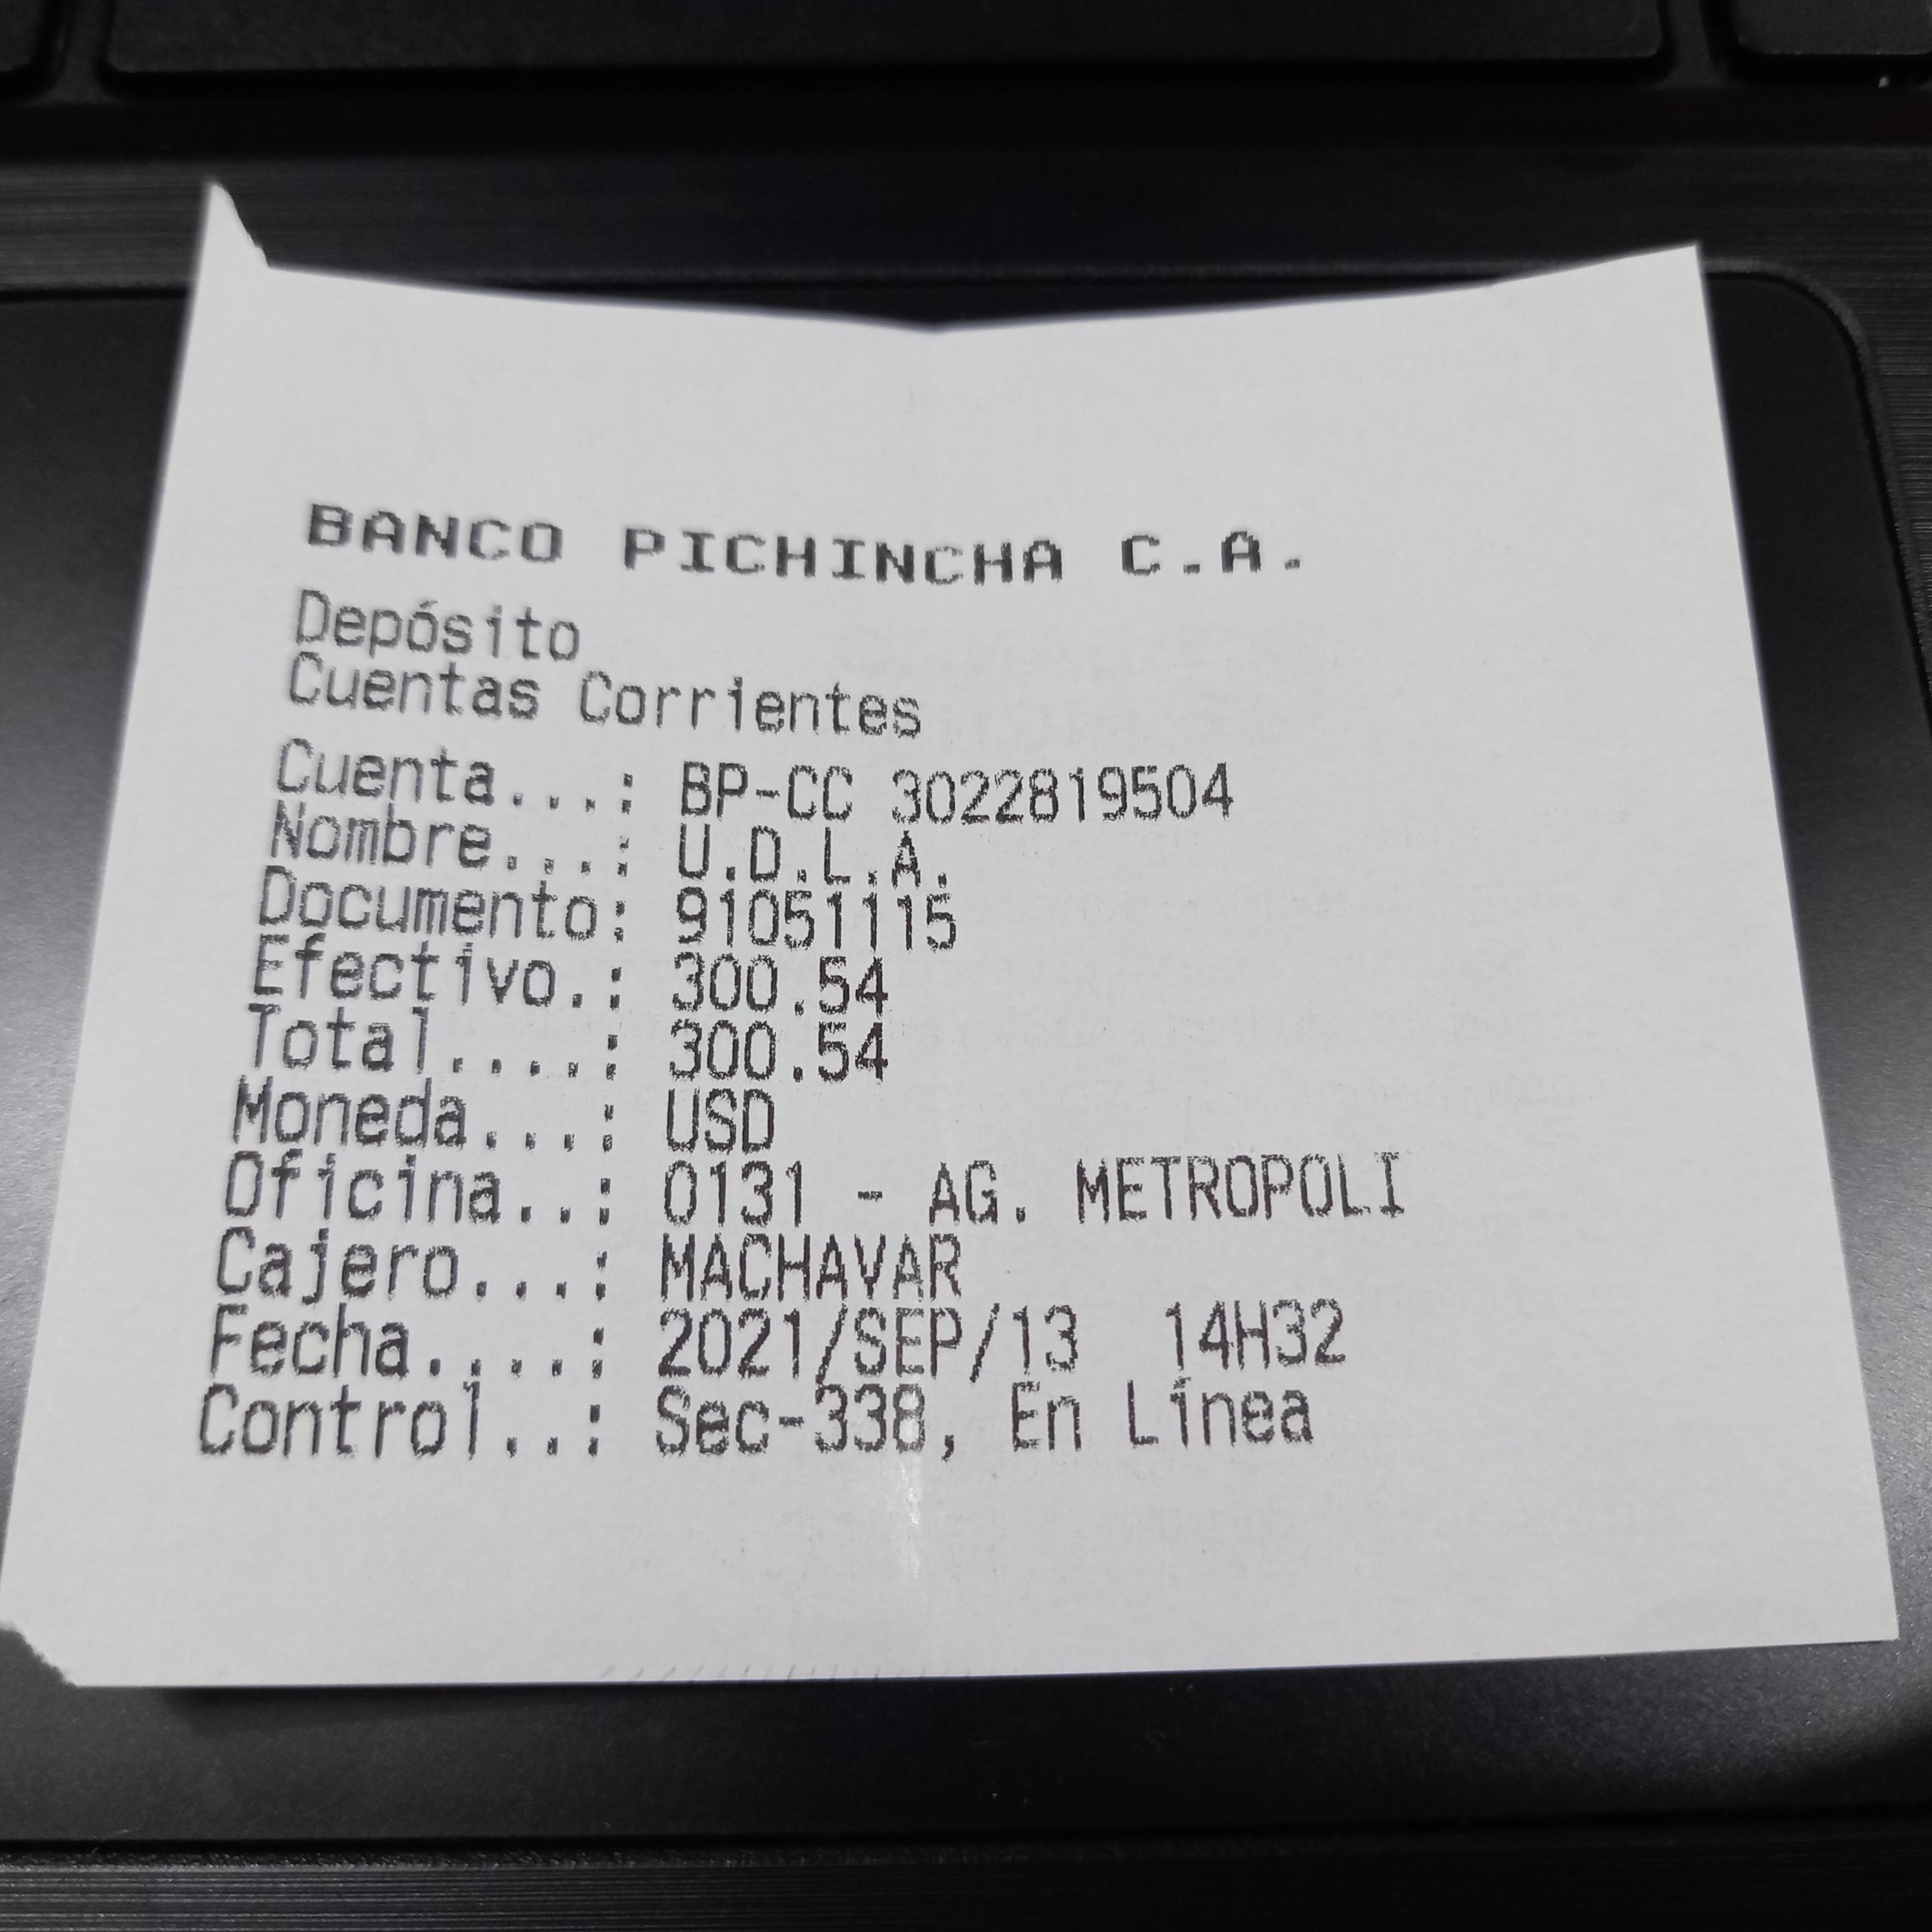 BANCO PICHINCHA C.A.
Depósito
Cuentas Corrientes
Cuenta...: BP-CC 3022819504
Nombre...: U.D.L.A.
Documento: 91051115
Efectivo.: 300.54
Total....: 300.54
Moneda...: USD
Oficina..: 0131 - AG. METROPOLI
Cajero...: MACHAVAR
Fecha....: 2021/SEP/13 14H32
Control..: Sec-338, En Línea